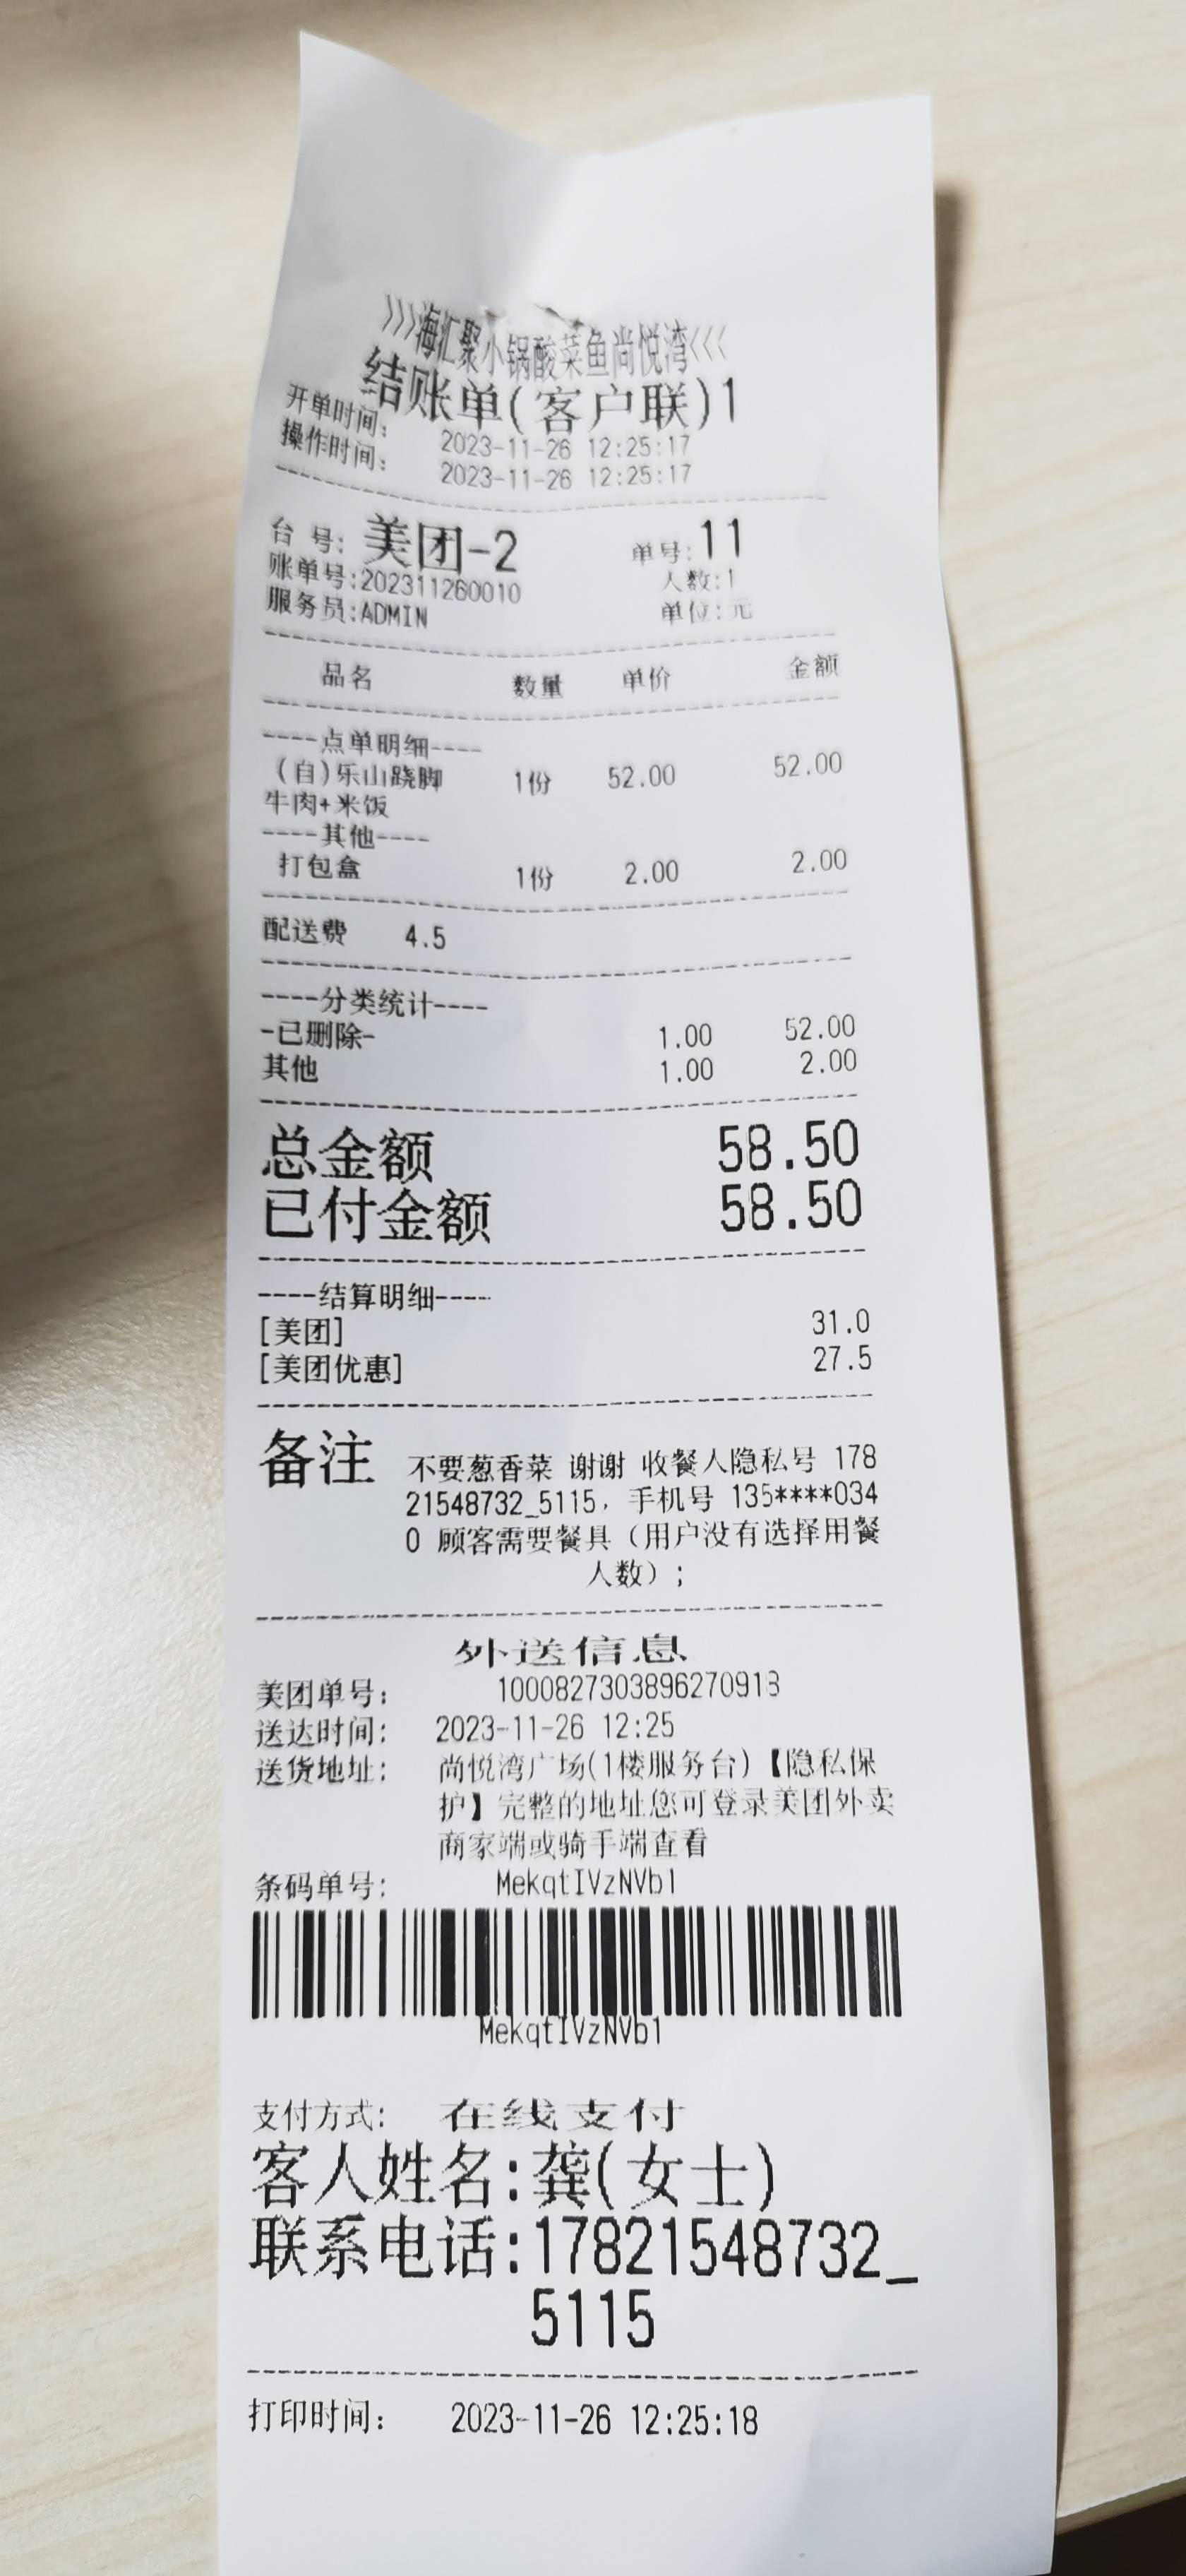 >>>海汇聚小锅酸菜鱼尚悦湾<<<
结账单(客户联)1
开单时间: 2023-11-26 12:25:17
操作时间: 2023-11-26 12:25:17
台 号: 美团-2 单号:11
账单号:202311260010 人数:1
服务员:ADMIN 单位:元
品名 数量 单价 金额
----点单明细----
(自)乐山跷脚 1份 52.00 52.00
牛肉+米饭
----其他----
打包盒 1份 2.00 2.00
配送费 4.5
----分类统计----
-已删除- 1.00 52.00
其他 1.00 2.00
总金额 58.50
已付金额 58.50
----结算明细----
[美团] 31.0
[美团优惠] 27.5
备注 不要葱香菜 谢谢 收餐人隐私号 178
21548732_5115, 手机号 135****034
0 顾客需要餐具（用户没有选择用餐
人数）;
外送信息
美团单号: 1000827303896270918
送达时间: 2023-11-26 12:25
送货地址: 尚悦湾广场(1楼服务台)【隐私保
护】完整的地址您可登录美团外卖
商家端或骑手端查看
条码单号: MekqtIVzNVb1
MekqtIVzNVb1
支付方式: 在线支付
客人姓名:龚(女士)
联系电话:17821548732_
5115
打印时间: 2023-11-26 12:25:18